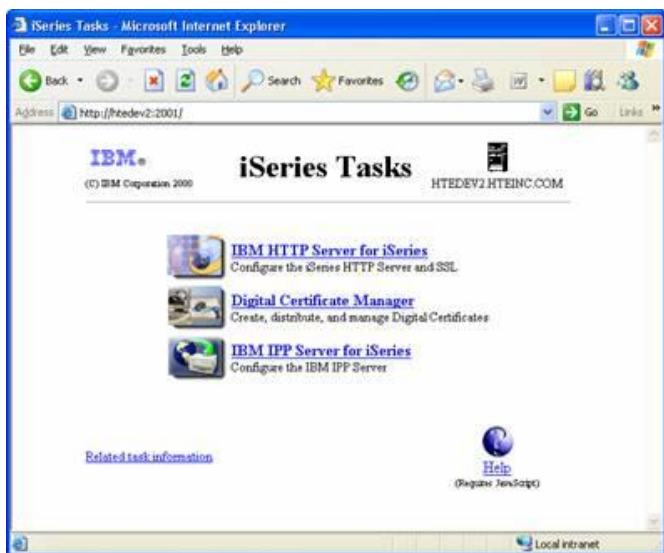 iSeries Tasks - Microsoft Internet Explorer
File Edit View Favorites Tools Help
Back Search Favorites
Address http://htedev2:2001/ Go Links »
IBM®
(C) IBM Corporation 2000
iSeries Tasks
HTEDEV2.HTEINC.COM
IBM HTTP Server for iSeries
Configure the iSeries HTTP Server and SSL
Digital Certificate Manager
Create, distribute, and manage Digital Certificates
IBM IPP Server for iSeries
Configure the IBM IPP Server
Related task information
Help
(Requires JavaScript)
Local intranet